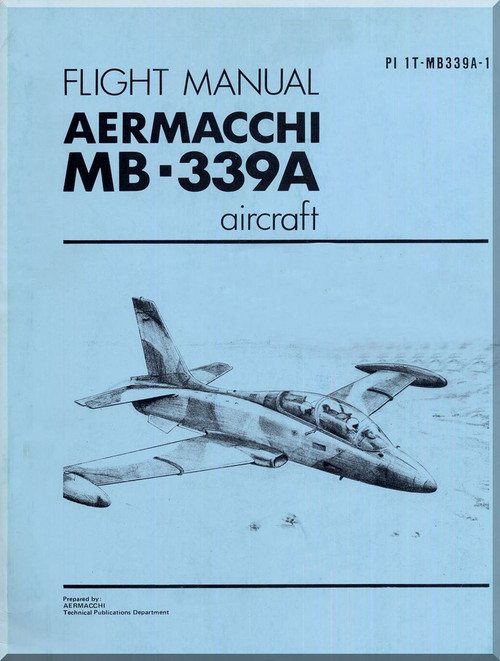 PI 1T-MB339A-1
FLIGHT MANUAL
AERMACCHI
MB·339A
aircraft
Prepared by:
AERMACCHI
Technical Publications Department